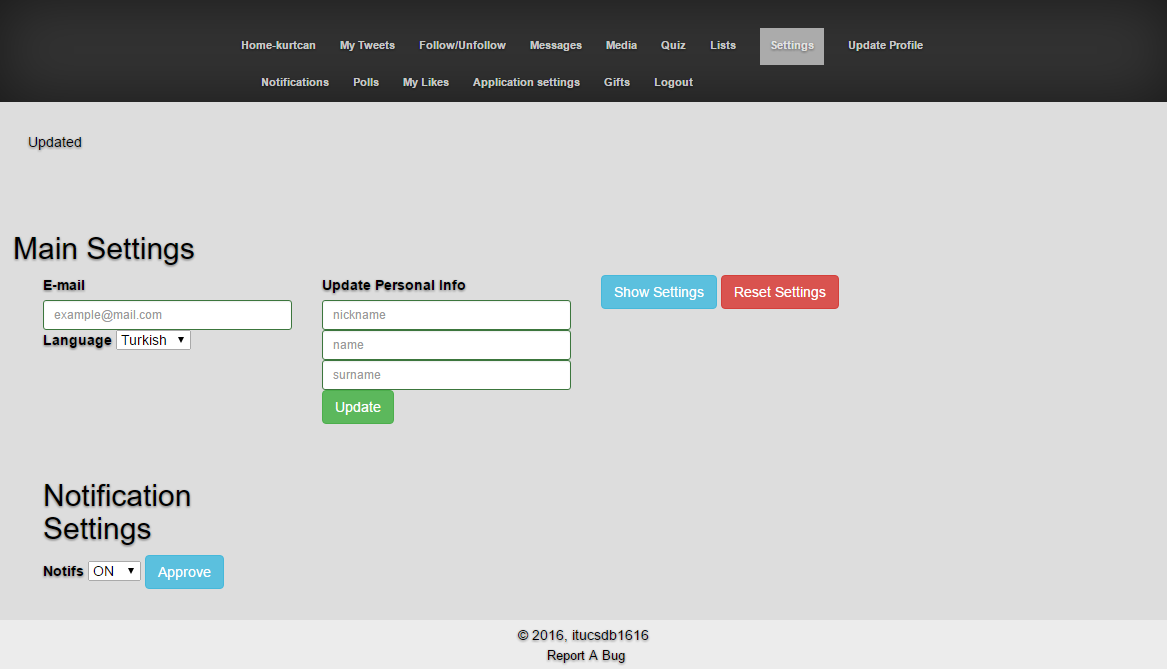 Home-kurtcan My Tweets Follow/Unfollow Messages Media Quiz Lists Settings Update Profile
Notifications Polls My Likes Application settings Gifts Logout
Updated
Main Settings
E-mail
example@mail.com
Language Turkish
Update Personal Info
nickname
name
surname
Update
Show Settings Reset Settings
Notification
Settings
Notifs ON Approve
© 2016, itucsdb1616
Report A Bug